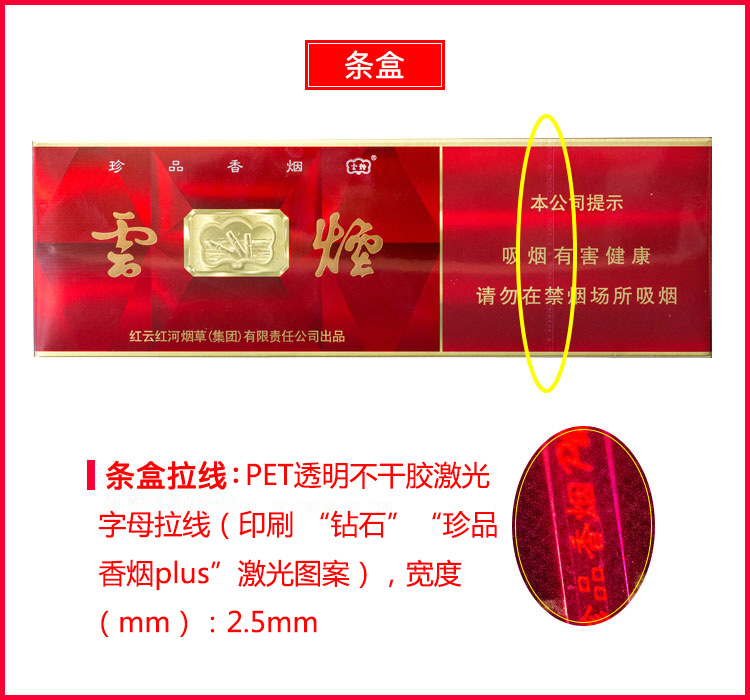 条盒
珍品香烟 ®
雲煙
红云红河烟草(集团)有限责任公司出品
本公司提示
吸烟有害健康
请勿在禁烟场所吸烟
条盒拉线：PET透明不干胶激光
字母拉线（印刷 “钻石” “珍品
香烟plus”激光图案），宽度
（mm）：2.5mm
品香烟